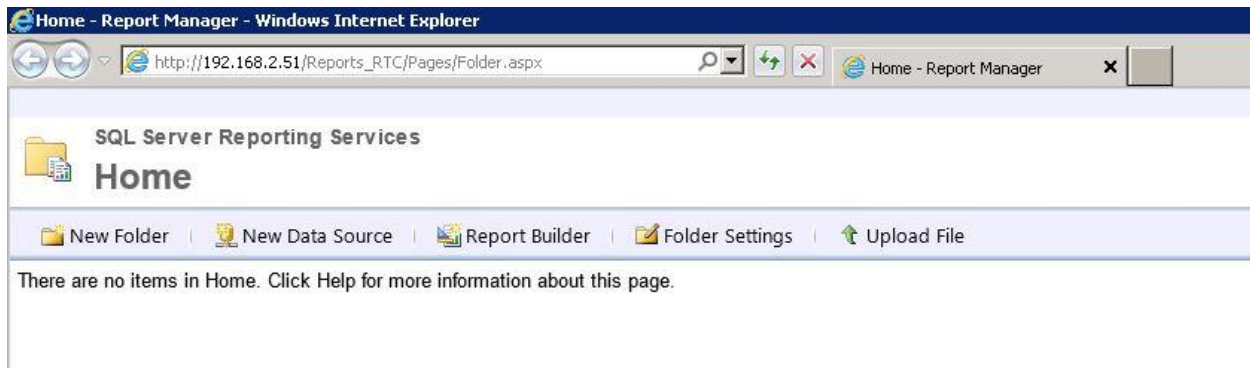 Home - Report Manager - Windows Internet Explorer
http://192.168.2.51/Reports_RTC/Pages/Folder.aspx
Home - Report Manager
SQL Server Reporting Services
Home
New Folder | New Data Source | Report Builder | Folder Settings | Upload File
There are no items in Home. Click Help for more information about this page.